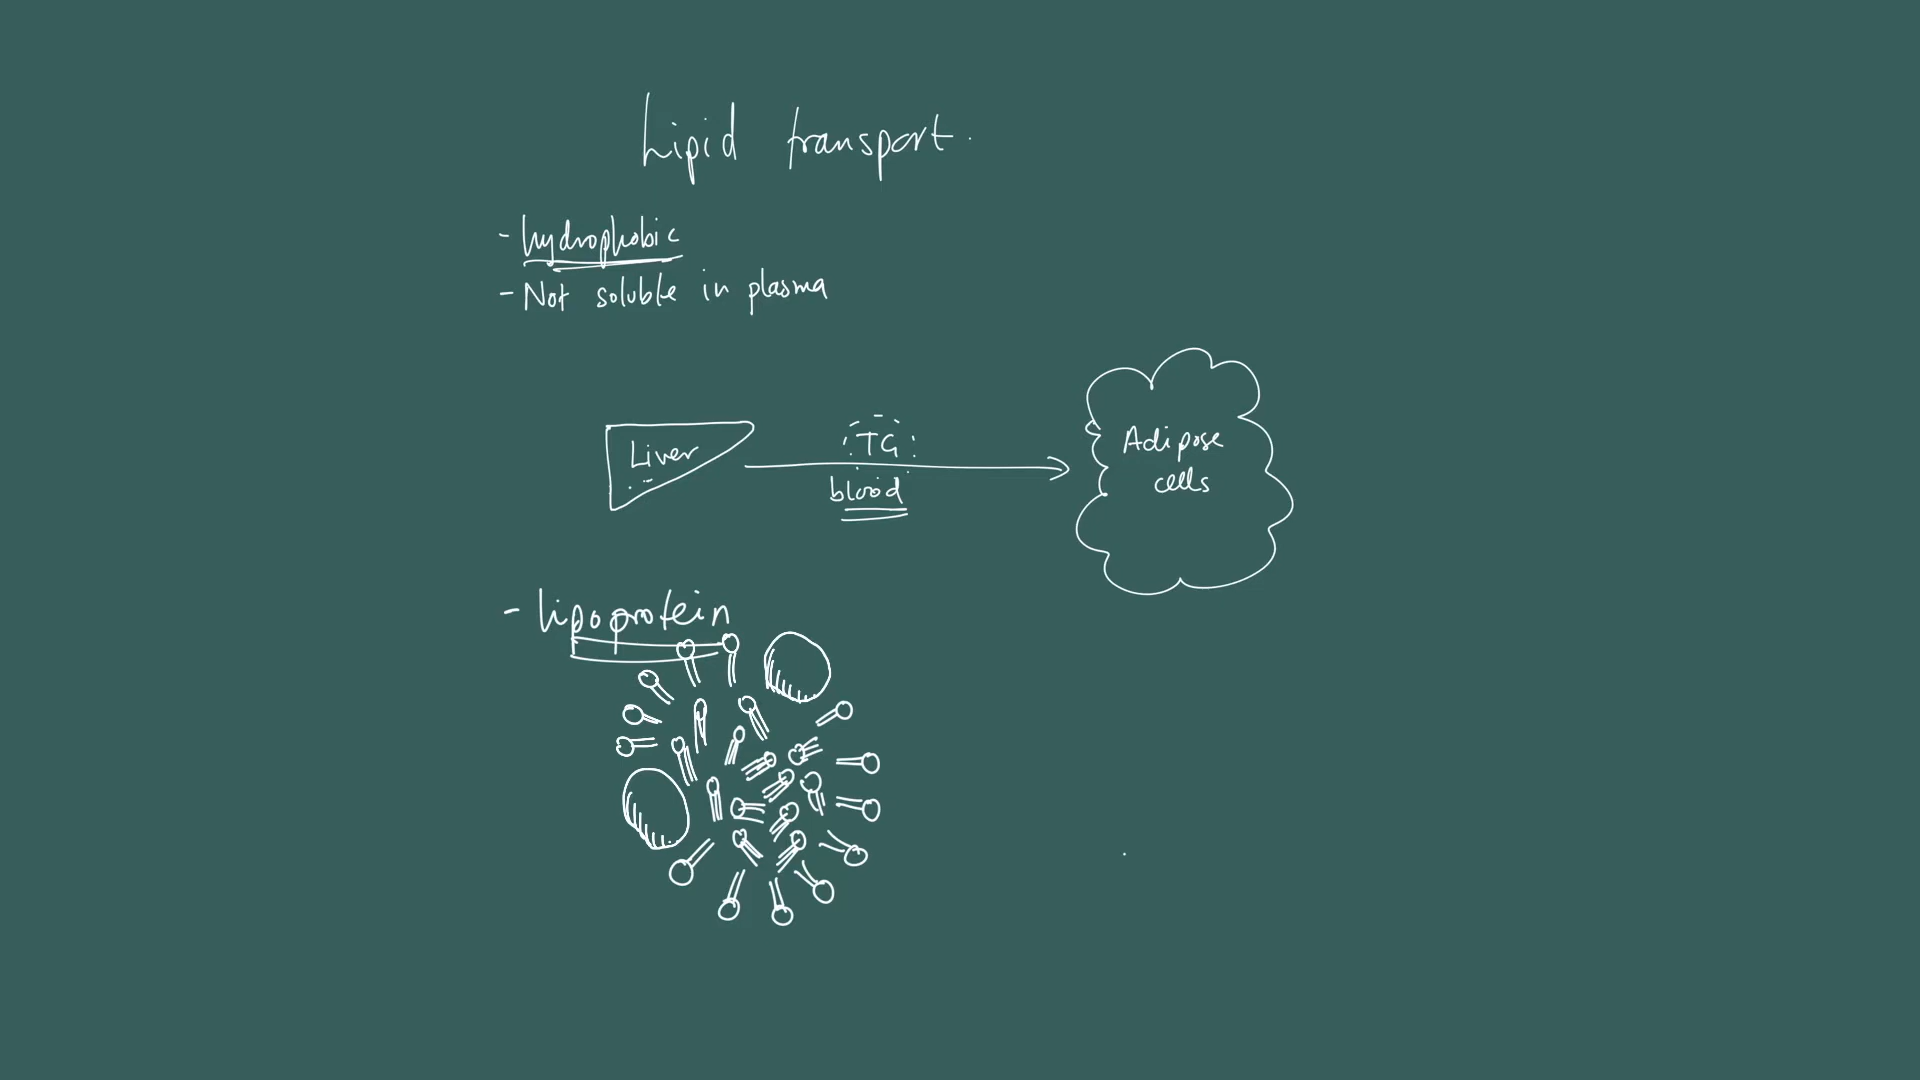 Lipid transport.
- hydrophobic
- Not soluble in plasma
Liver
TG
blood
Adipose
cells
- lipoprotein